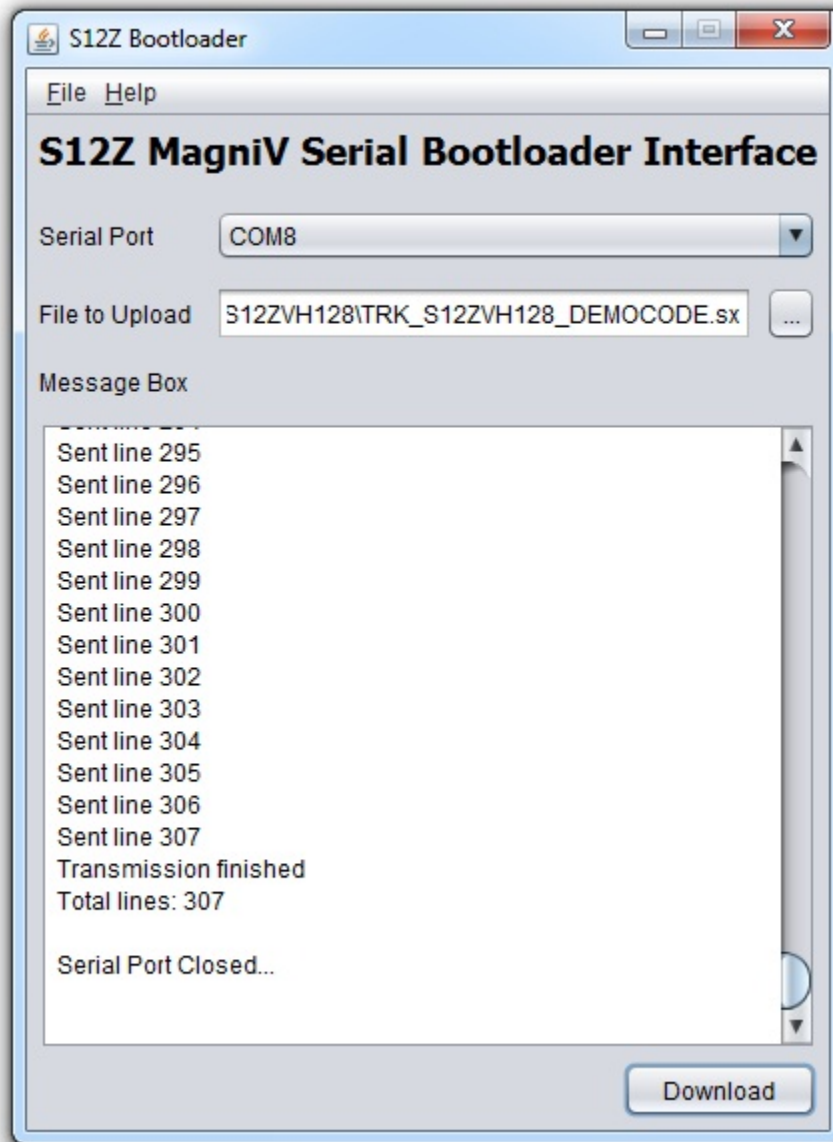 S12Z Bootloader
File Help
S12Z MagniV Serial Bootloader Interface
Serial Port COM8
File to Upload S12ZVH128\TRK_S12ZVH128_DEMOCODE.sx ...
Message Box
Sent line 295
Sent line 296
Sent line 297
Sent line 298
Sent line 299
Sent line 300
Sent line 301
Sent line 302
Sent line 303
Sent line 304
Sent line 305
Sent line 306
Sent line 307
Transmission finished
Total lines: 307
Serial Port Closed...
Download